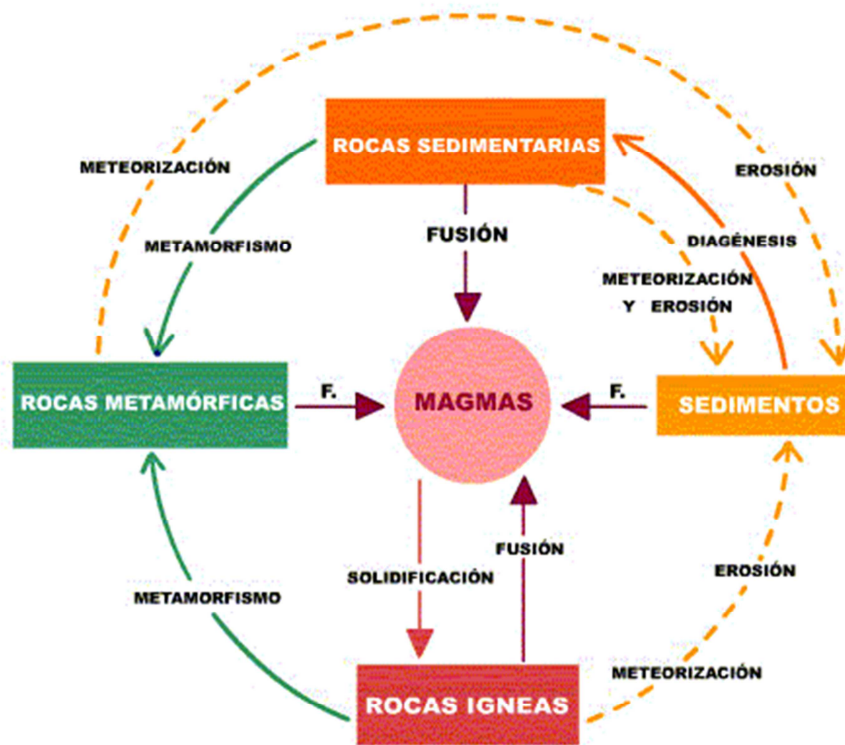 ROCAS SEDIMENTARIAS
METEORIZACIÓN
EROSIÓN
FUSIÓN
METAMORFISMO
DIAGÉNESIS
METEORIZACIÓN
Y EROSIÓN
ROCAS METAMÓRFICAS
F.
MAGMAS
F.
SEDIMENTOS
SOLIDIFICACIÓN
FUSIÓN
EROSIÓN
METAMORFISMO
METEORIZACIÓN
ROCAS IGNEAS